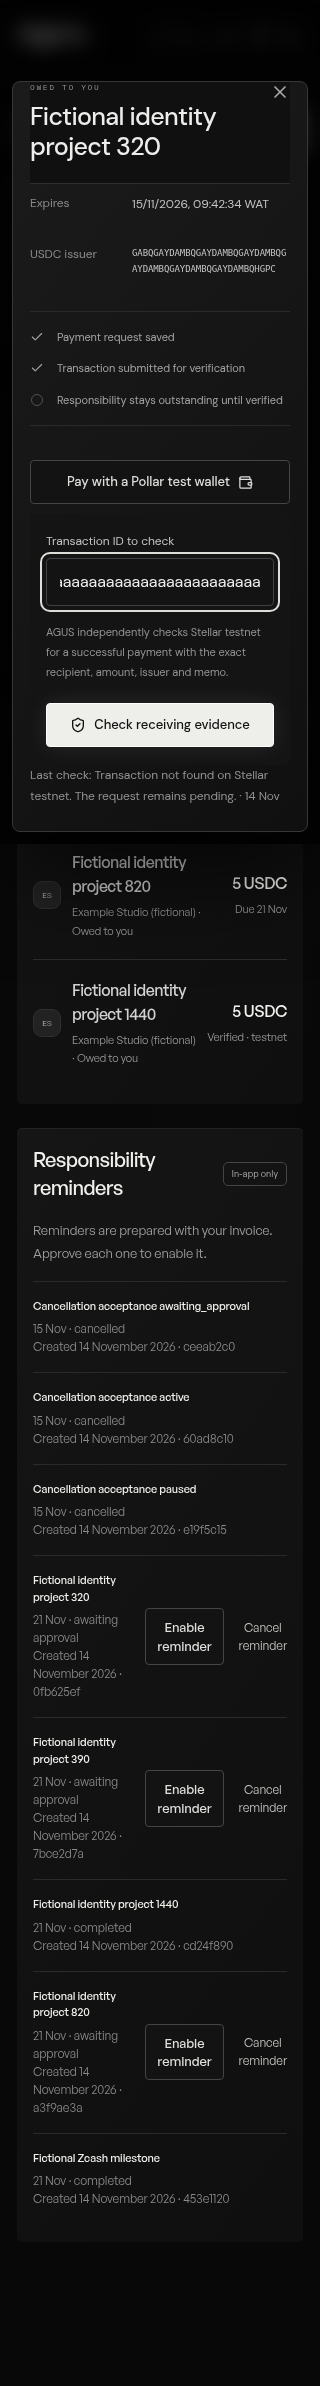 OWED TO YOU
Fictional identity
project 320
Expires
15/11/2026, 09:42:34 WAT
USDC issuer
GABQGAYDAMBQGAYDAMBQGAYDAMBQG
AYDAMBQGAYDAMBQGAYDAMBQHGPC
Payment request saved
Transaction submitted for verification
Responsibility stays outstanding until verified
Pay with a Pollar test wallet
Transaction ID to check
aaaaaaaaaaaaaaaaaaaaaaaaa
AGUS independently checks Stellar testnet
for a successful payment with the exact
recipient, amount, issuer and memo.
Check receiving evidence
Last check: Transaction not found on Stellar
testnet. The request remains pending. · 14 Nov
ES
Fictional identity
project 820
Example Studio (fictional) ·
Owed to you
5 USDC
Due 21 Nov
ES
Fictional identity
project 1440
Example Studio (fictional)
· Owed to you
5 USDC
Verified · testnet
Responsibility
reminders
In-app only
Reminders are prepared with your invoice.
Approve each one to enable it.
Cancellation acceptance awaiting_approval
15 Nov · cancelled
Created 14 November 2026 · ceeab2c0
Cancellation acceptance active
15 Nov · cancelled
Created 14 November 2026 · 60ad8c10
Cancellation acceptance paused
15 Nov · cancelled
Created 14 November 2026 · e19f5c15
Fictional identity
project 320
21 Nov · awaiting
approval
Created 14
November 2026 ·
0fb625ef
Enable
reminder
Cancel
reminder
Fictional identity
project 390
21 Nov · awaiting
approval
Created 14
November 2026 ·
7bce2d7a
Enable
reminder
Cancel
reminder
Fictional identity project 1440
21 Nov · completed
Created 14 November 2026 · cd24f890
Fictional identity
project 820
21 Nov · awaiting
approval
Created 14
November 2026 ·
a3f9ae3a
Enable
reminder
Cancel
reminder
Fictional Zcash milestone
21 Nov · completed
Created 14 November 2026 · 453e1120